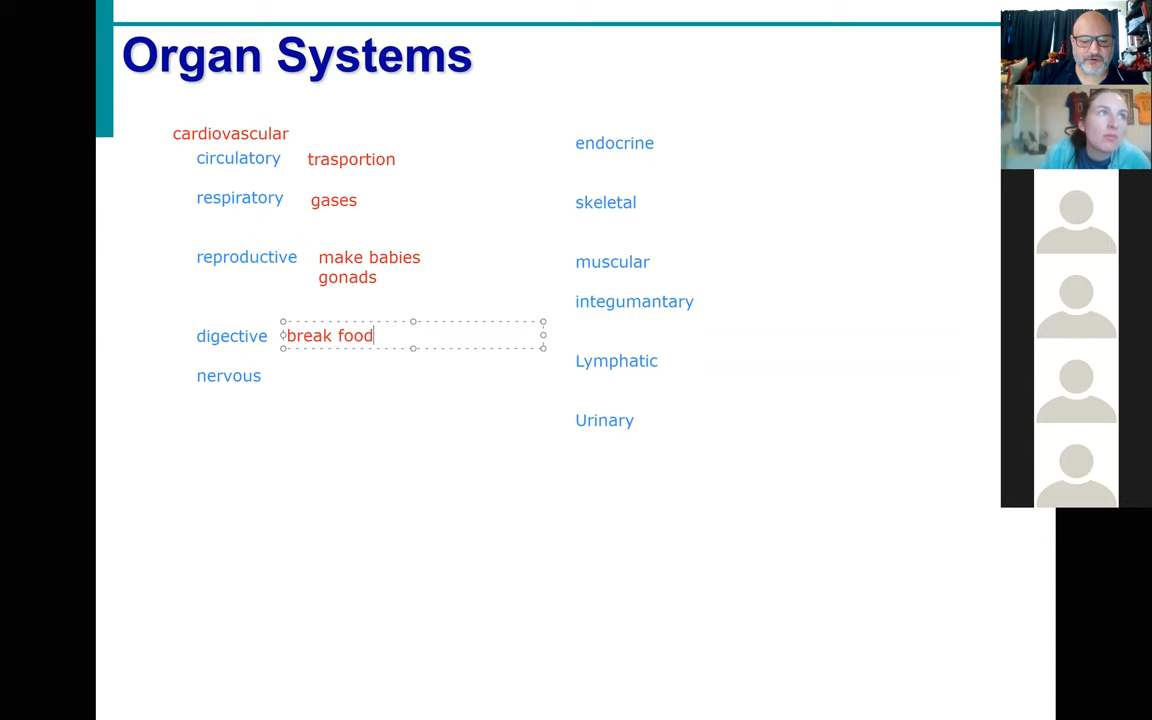 Organ Systems
cardiovascular
circulatory trasportion
respiratory gases
reproductive make babies
gonads
digective break food
nervous
endocrine
skeletal
muscular
integumantary
Lymphatic
Urinary